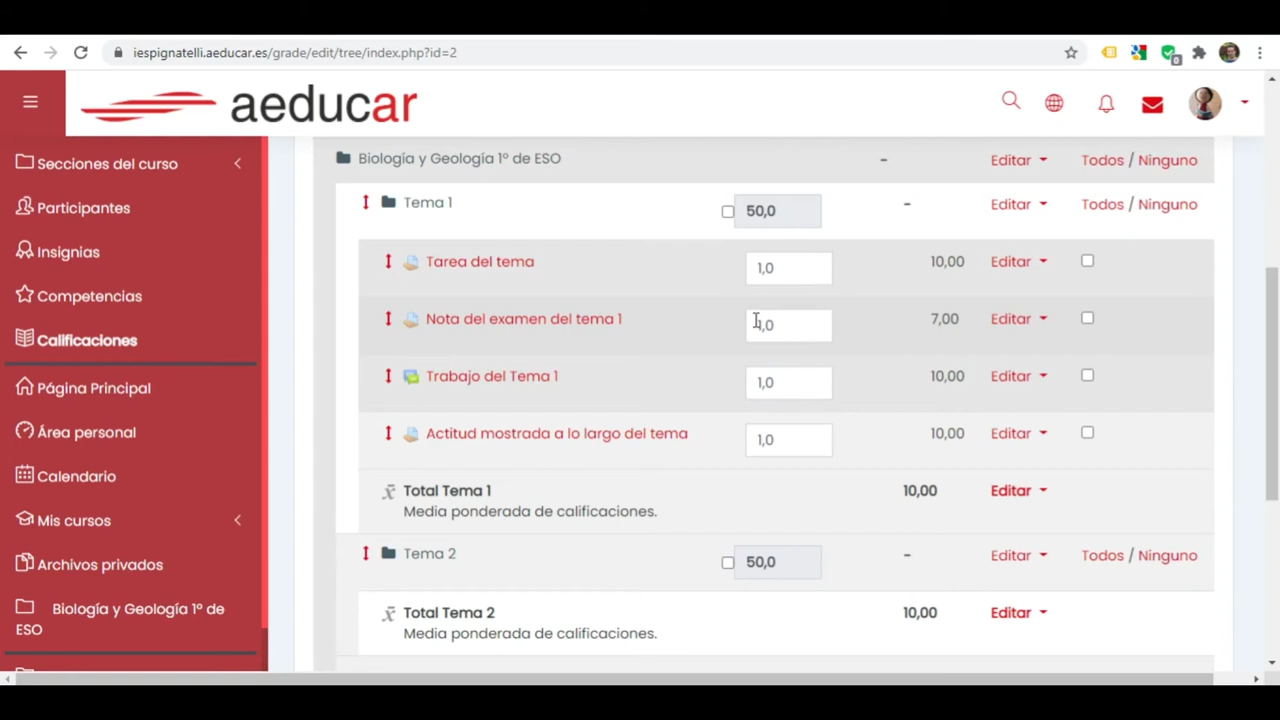 iespignatelli.aeducar.es/grade/edit/tree/index.php?id=2
0
aeducar
Secciones del curso
Participantes
Insignias
Competencias
Calificaciones
Página Principal
Área personal
Calendario
Mis cursos
Archivos privados
Biología y Geología 1º de
ESO
Biología y Geología 1º de ESO - Editar Todos / Ninguno
Tema 1 50,0 - Editar Todos / Ninguno
Tarea del tema 1,0 10,00 Editar
Nota del examen del tema 1 1,0 7,00 Editar
Trabajo del Tema 1 1,0 10,00 Editar
Actitud mostrada a lo largo del tema 1,0 10,00 Editar
Total Tema 1 10,00 Editar
Media ponderada de calificaciones.
Tema 2 50,0 - Editar Todos / Ninguno
Total Tema 2 10,00 Editar
Media ponderada de calificaciones.